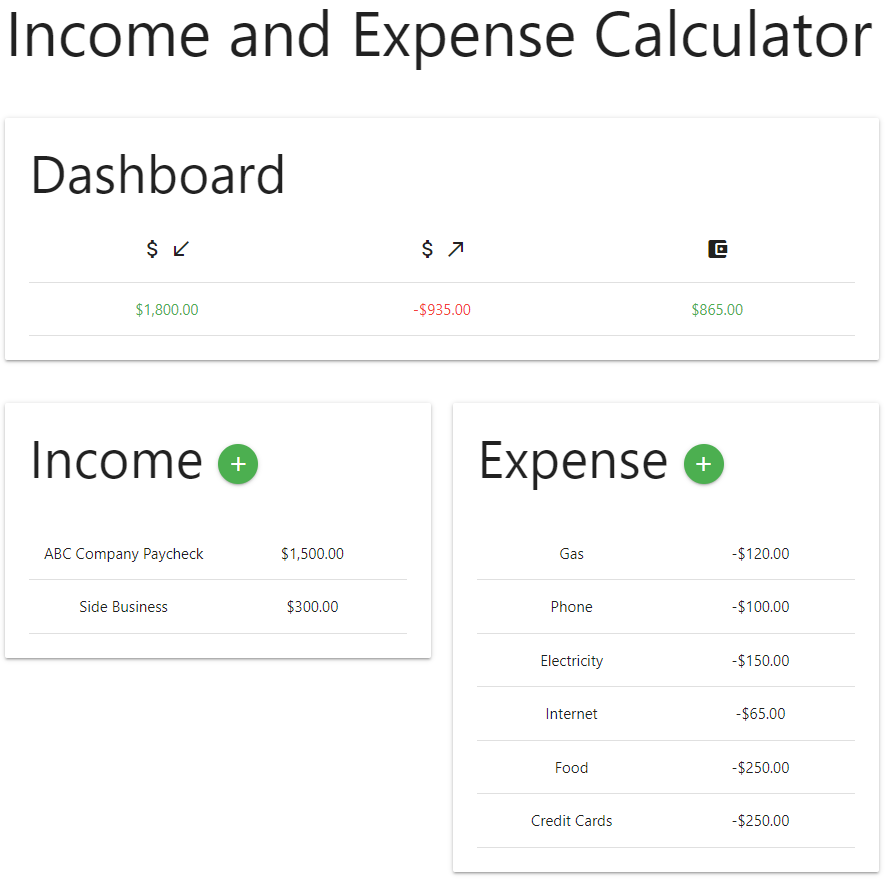 Income and Expense Calculator
Dashboard
$ $
$1,800.00 -$935.00 $865.00
Income +
ABC Company Paycheck $1,500.00
Side Business $300.00
Expense +
Gas -$120.00
Phone -$100.00
Electricity -$150.00
Internet -$65.00
Food -$250.00
Credit Cards -$250.00